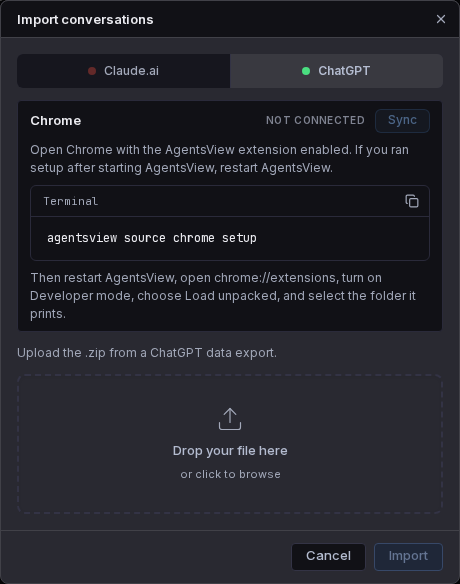 Import conversations
Claude.ai
ChatGPT
Chrome
NOT CONNECTED
Sync
Open Chrome with the AgentsView extension enabled. If you ran
setup after starting AgentsView, restart AgentsView.
Terminal
agentsview source chrome setup
Then restart AgentsView, open chrome://extensions, turn on
Developer mode, choose Load unpacked, and select the folder it
prints.
Upload the .zip from a ChatGPT data export.
Drop your file here
or click to browse
Cancel
Import